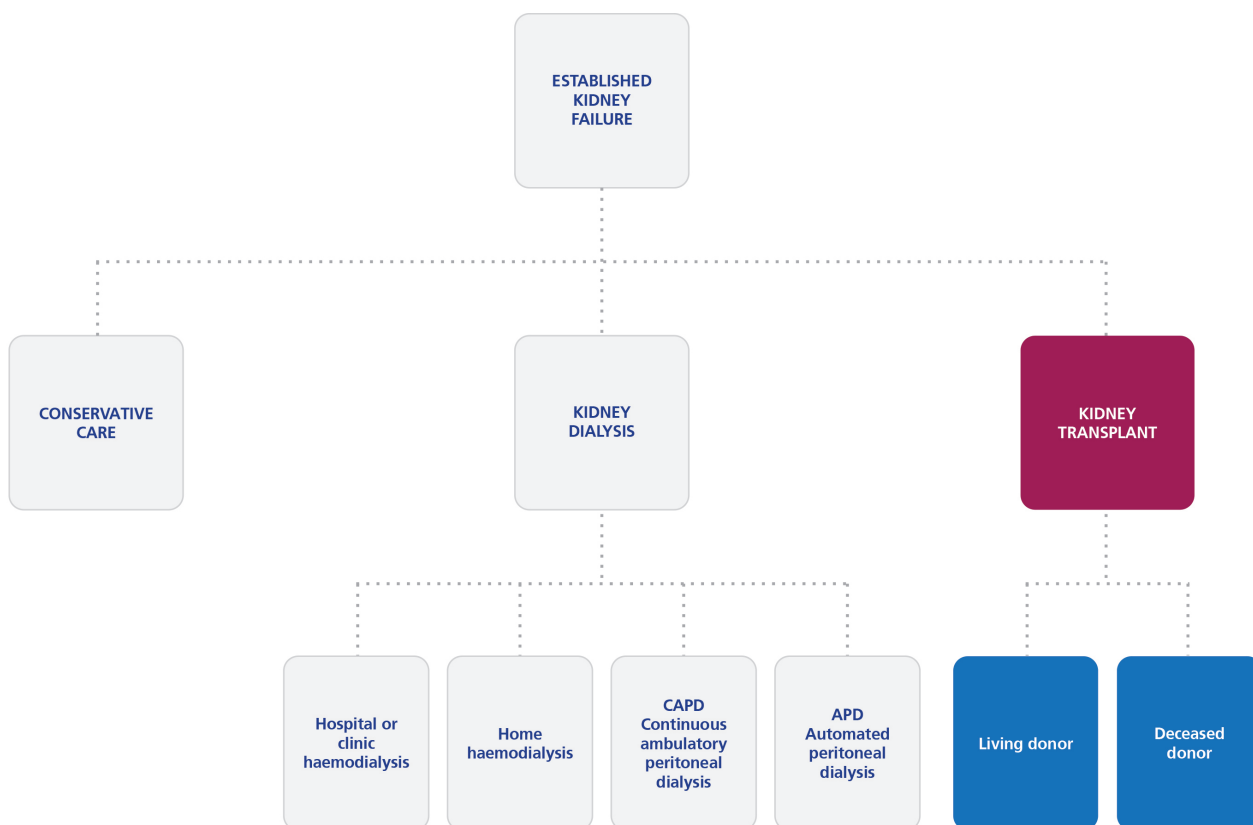 ESTABLISHED
KIDNEY
FAILURE
CONSERVATIVE
CARE
KIDNEY
DIALYSIS
KIDNEY
TRANSPLANT
Hospital or
clinic
haemodialysis
Home
haemodialysis
CAPD
Continuous
ambulatory
peritoneal
dialysis
APD
Automated
peritoneal
dialysis
Living donor
Deceased
donor